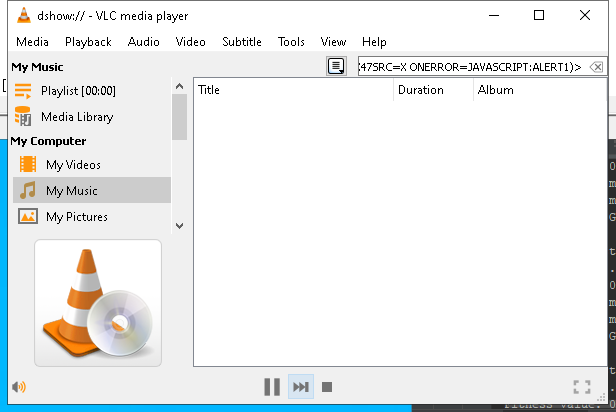 dshow:// - VLC media player
Media Playback Audio Video Subtitle Tools View Help
My Music
47SRC=X ONERROR=JAVASCRIPT:ALERT1)>
Playlist [00:00]
Title Duration Album
Media Library
My Computer
My Videos
My Music
My Pictures